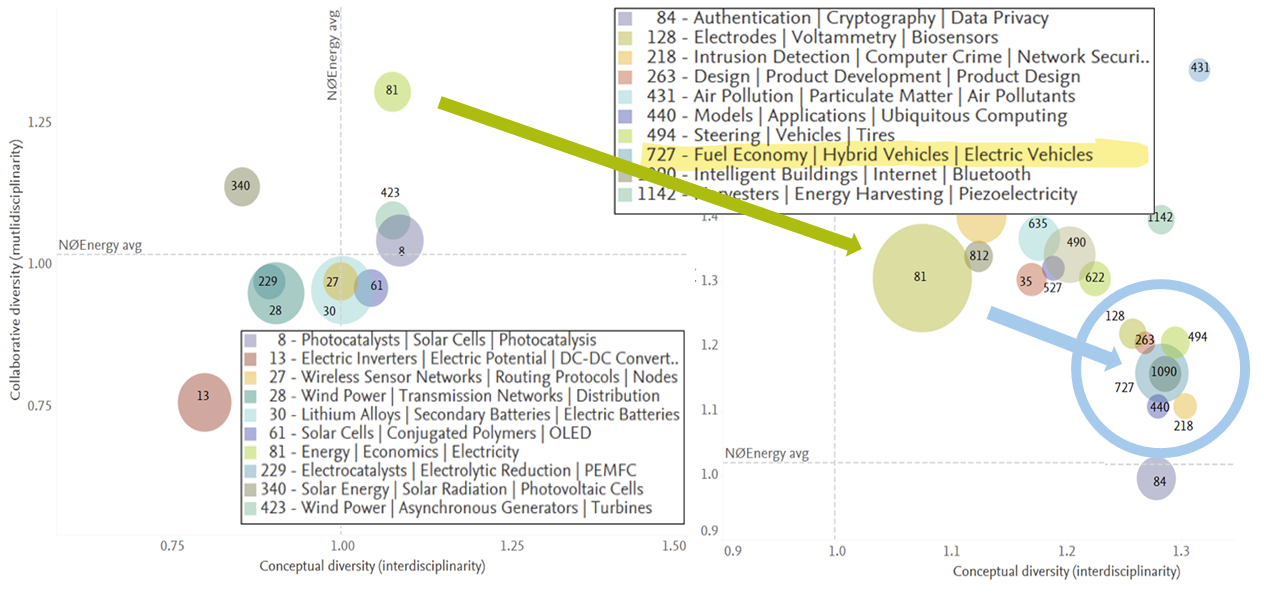 Collaborative diversity (mutlidisciplinarity)
NØEnergy avg
1.25
1.00
0.75
NØEnergy avg
81
340
423
8
229
28
27
30
61
13
8 - Photocatalysts | Solar Cells | Photocatalysis
13 - Electric Inverters | Electric Potential | DC-DC Convert..
27 - Wireless Sensor Networks | Routing Protocols | Nodes
28 - Wind Power | Transmission Networks | Distribution
30 - Lithium Alloys | Secondary Batteries | Electric Batteries
61 - Solar Cells | Conjugated Polymers | OLED
81 - Energy | Economics | Electricity
229 - Electrocatalysts | Electrolytic Reduction | PEMFC
340 - Solar Energy | Solar Radiation | Photovoltaic Cells
423 - Wind Power | Asynchronous Generators | Turbines
0.75
1.00
1.25
1.50
Conceptual diversity (interdisciplinarity)
84 - Authentication | Cryptography | Data Privacy
128 - Electrodes | Voltammetry | Biosensors
218 - Intrusion Detection | Computer Crime | Network Securi..
263 - Design | Product Development | Product Design
431 - Air Pollution | Particulate Matter | Air Pollutants
440 - Models | Applications | Ubiquitous Computing
494 - Steering | Vehicles | Tires
727 - Fuel Economy | Hybrid Vehicles | Electric Vehicles
1090 - Intelligent Buildings | Internet | Bluetooth
1142 - Harvesters | Energy Harvesting | Piezoelectricity
431
1.4
1.3
1.2
1.1
1.0
0.9
NØEnergy avg
1142
635
490
812
81
35
527
622
128
263
494
1090
727
440
218
84
0.9
1.0
1.1
1.2
1.3
Conceptual diversity (interdisciplinarity)